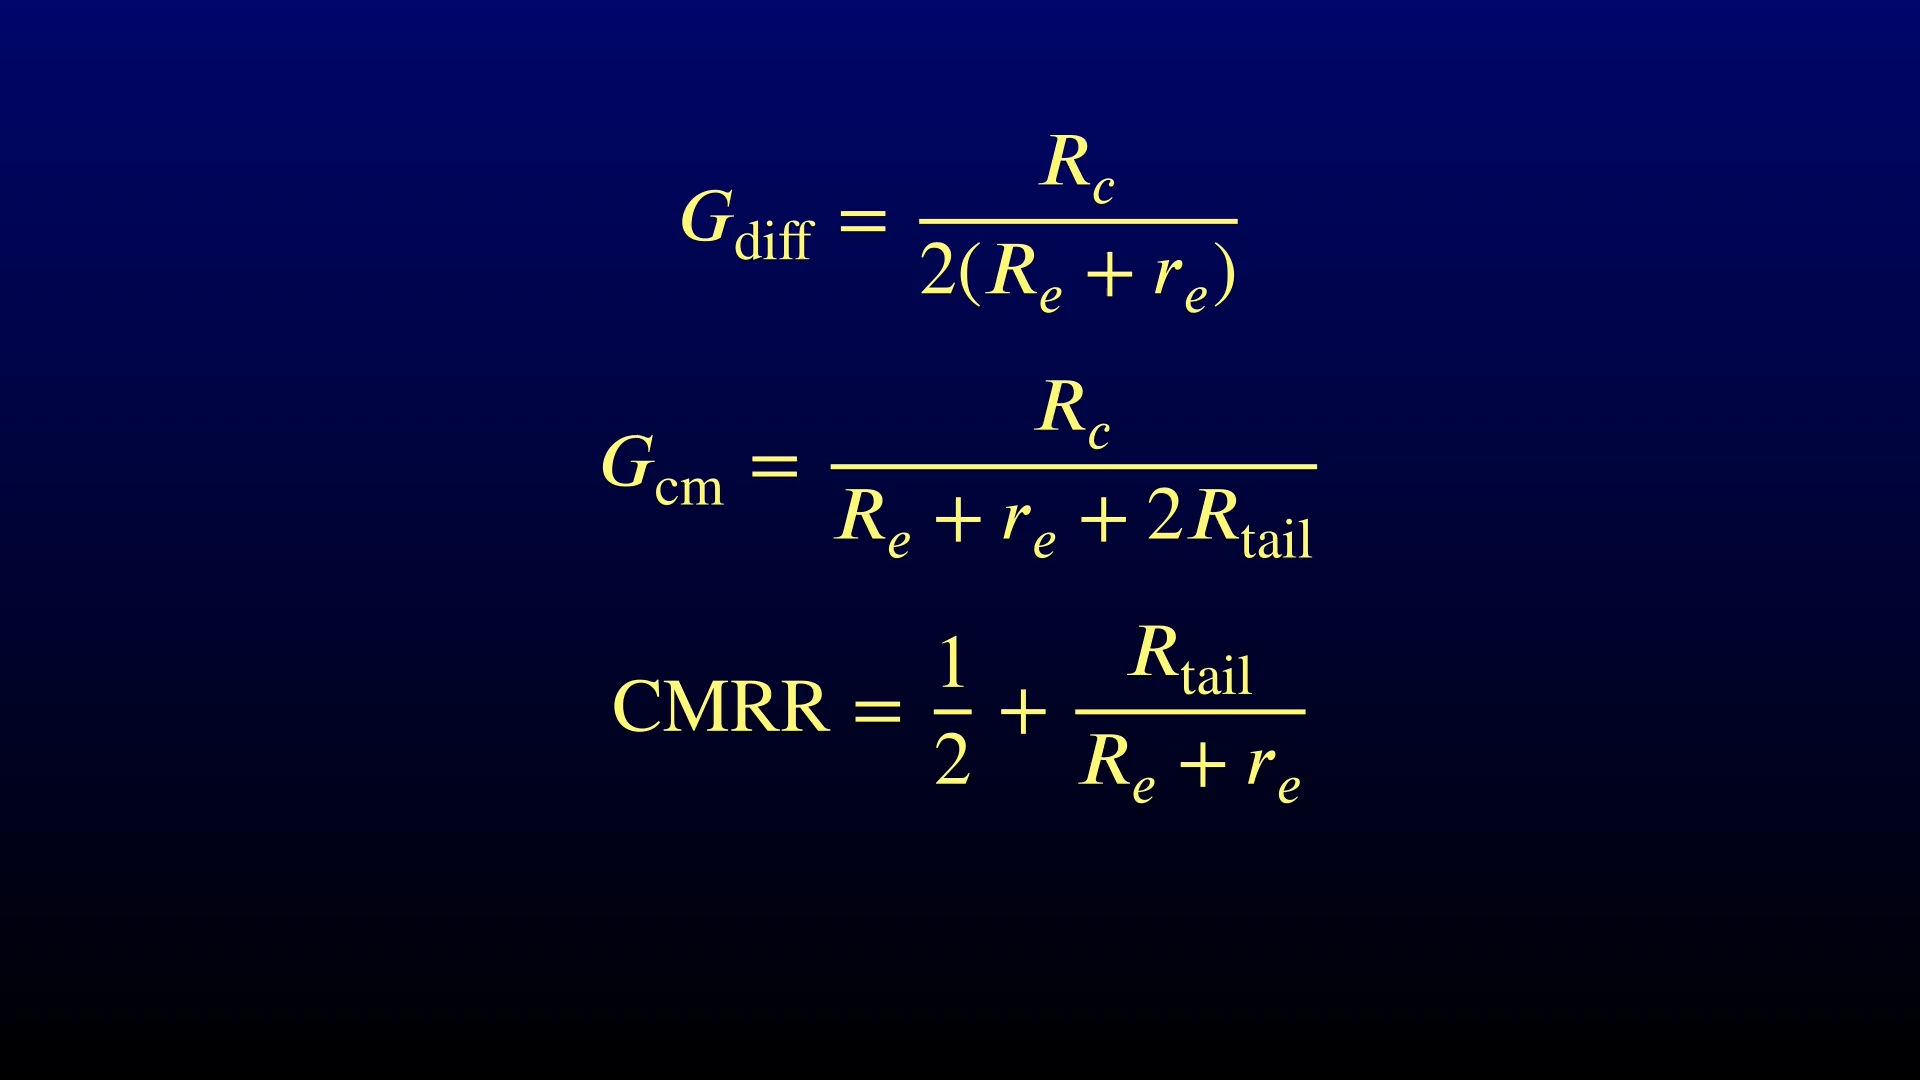 G_diff = R_c / 2(R_e + r_e)
G_cm = R_c / R_e + r_e + 2R_tail
CMRR = 1/2 + R_tail / R_e + r_e